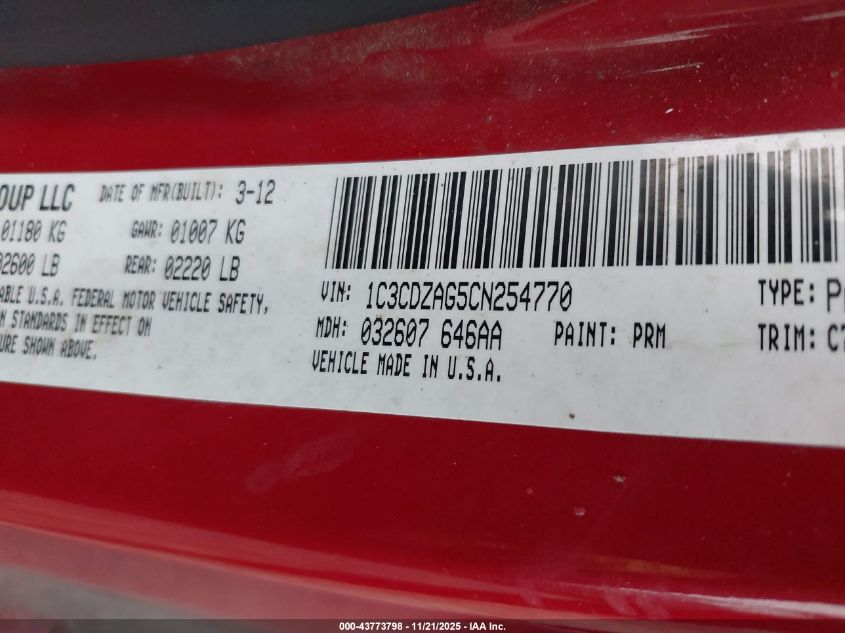 OUP LLC DATE OF MFR(BUILT): 3-12
01180 KG GAWR: 01007 KG
02600 LB REAR: 02220 LB
ABLE U.S.A. FEDERAL MOTOR VEHICLE SAFETY,
N STANDARDS IN EFFECT ON
URE SHOWN ABOVE.
VIN: 1C3CDZAG5CN254770 TYPE:
MDH: 032607 646AA PAINT: PRM TRIM: C7
VEHICLE MADE IN U.S.A.
000-43773798 - 11/21/2025 - IAA Inc.